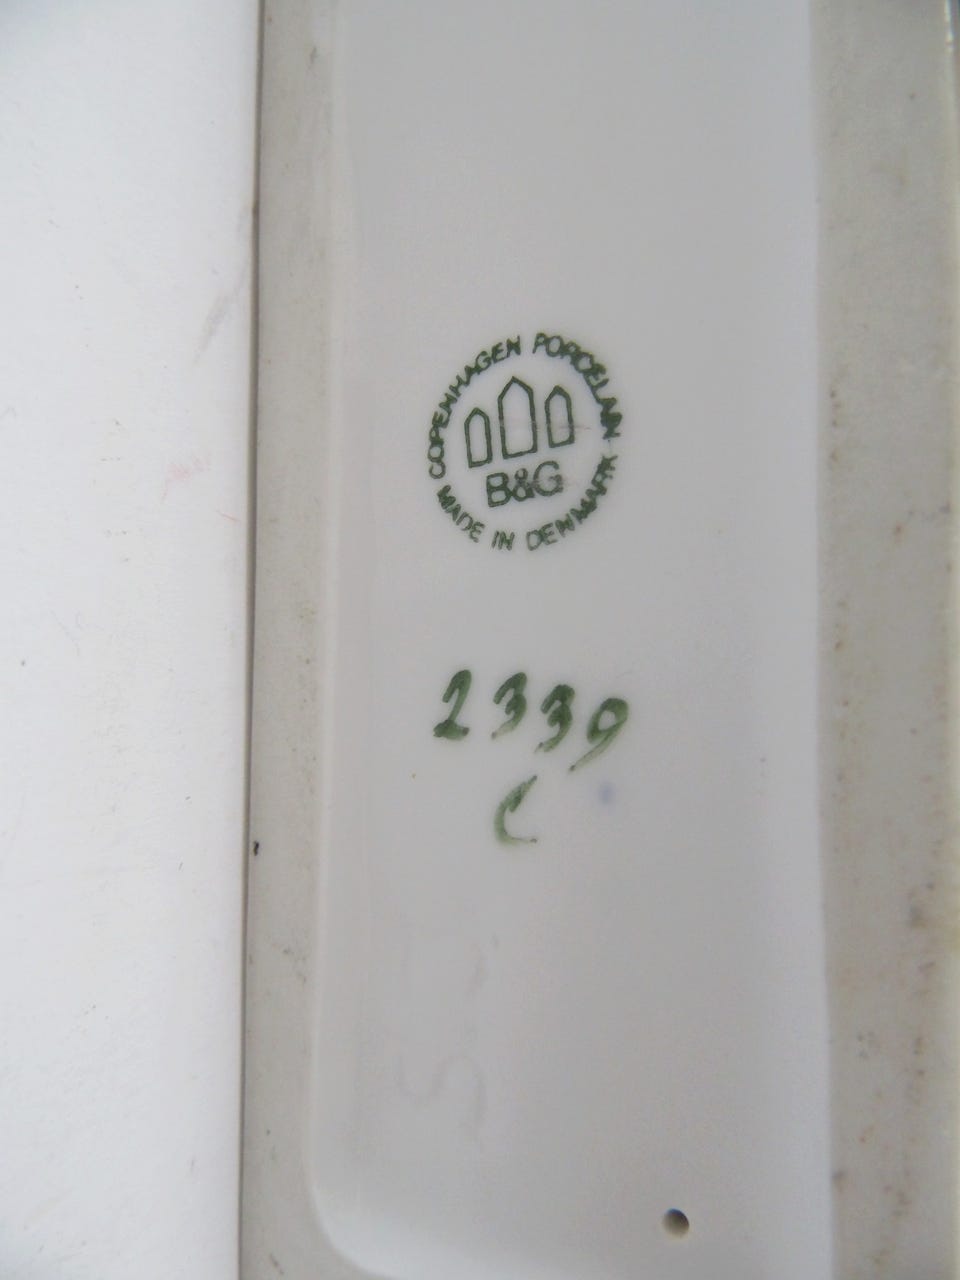 COPENHAGEN PORCELAIN
B&G
MADE IN DENMARK
2339
C